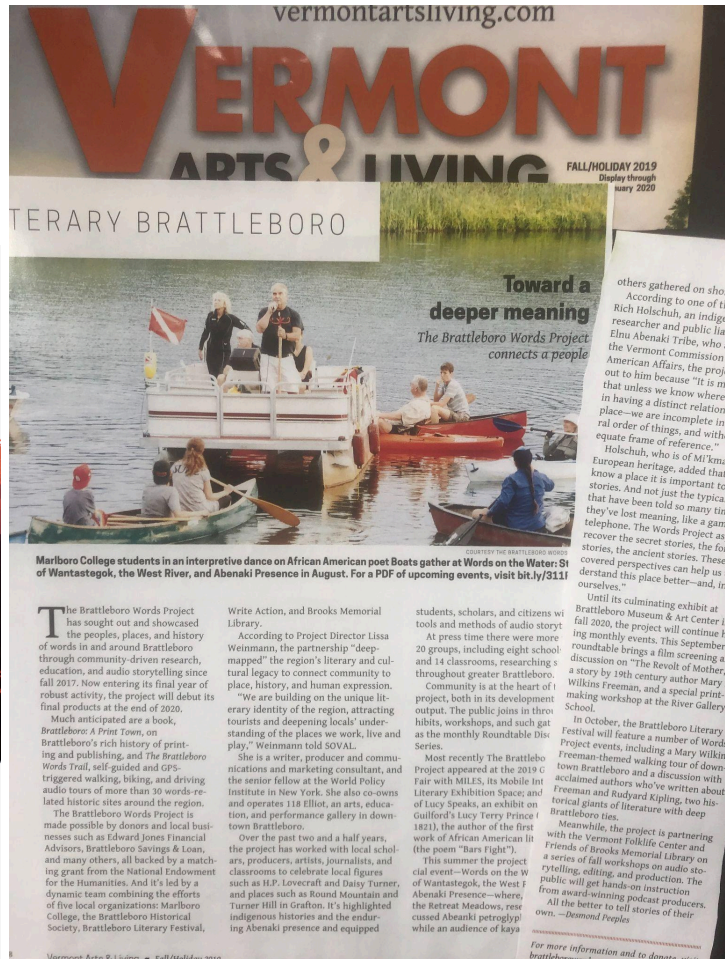 vermontartsliving.com
VERMONT
ARTS & LIVING
FALL/HOLIDAY 2019
Display through
2020
TERARY BRATTLEBORO
Toward a
deeper meaning
The Brattleboro Words Project
connects a people
COURTESY THE BRATTLEBORO WORDS
Marlboro College students in an interpretive dance on African American poet Boats gather at Words on the Water:
of Wantastegok, the West River, and Abenaki Presence in August. For a PDF of upcoming events, visit
The Brattleboro Words Project
has sought out and showcased
the peoples, places, and history
of words in and around Brattleboro
through community-driven research,
education, and audio storytelling since
fall 2017. Now entering its final year of
robust activity, the project will debut its
final products at the end of 2020.
Much anticipated are a book,
Brattleboro: A Print Town, on
Brattleboro's rich history of print-
ing and publishing, and The Brattleboro
Words Trail, self-guided and GPS-
triggered walking, biking, and driving
audio tours of more than 30 words-re-
lated historic sites around the region.
The Brattleboro Words Project is
made possible by donors and local busi-
nesses such as Edward Jones Financial
Advisors, Brattleboro Savings & Loan,
and many others, all backed by a match-
ing grant from the National Endowment
for the Humanities. And it's led by a
dynamic team combining the efforts
of five local organizations: Marlboro
College, the Brattleboro Historical
Society, Brattleboro Literary Festival,
Write Action, and Brooks Memorial
Library.
According to Project Director Lissa
Weinmann, the partnership "deep-
mapped" the region's literary and cul-
tural legacy to connect community to
place, history, and human expression.
"We are building on the unique lit-
erary identity of the region, attracting
tourists and deepening locals' under-
standing of the places we work, live and
play," Weinmann told SOVAL.
She is a writer, producer and commu-
nications and marketing consultant, and
the senior fellow at the World Policy
Institute in New York. She also co-owns
and operates 118 Elliot, an arts, educa-
tion, and performance gallery in down-
town Brattleboro.
Over the past two and a half years,
the project has worked with local schol-
ars, producers, artists, journalists, and
classrooms to celebrate local figures
such as H.P. Lovecraft and Daisy Turner,
and places such as Round Mountain and
Turner Hill in Grafton. It's highlighted
indigenous histories and the endur-
ing Abenaki presence and equipped
students, scholars, and citizens wi
tools and methods of audio storyt
At press time there were more
20 groups, including eight school
and 14 classrooms, researching s
throughout greater Brattleboro.
Community is at the heart of t
project, both in its development
output. The public joins in thro
hibits, workshops, and such gat
as the monthly Roundtable Disc
Series.
Most recently The Brattlebo
Project appeared at the 2019 G
Fair with MILES, its Mobile Int
Literary Exhibition Space; and
of Lucy Speaks, an exhibit on
Guilford's Lucy Terry Prince
1821), the author of the first
work of African American lit
(the poem "Bars Fight").
This summer the project
cial event—Words on the W
of Wantastegok, the West R
Abenaki Presence—where,
the Retreat Meadows, rese
cussed Abeanki petroglyp
while an audience of kaya
others gathered on sho
According to one of t
Rich Holschuh, an indige
researcher and public lia
Elnu Abenaki Tribe, who
the Vermont Commission
American Affairs, the proj
out to him because "It is m
that unless we know where
in having a distinct relation
place—we are incomplete in
ral order of things, and with
equate frame of reference."
Holschuh, who is of Mi'kma
European heritage, added tha
know a place it is important to
stories. And not just the typica
that have been told so many tim
they've lost meaning, like a gam
telephone. The Words Project as
recover the secret stories, the fo
stories, the ancient stories. These
covered perspectives can help us
derstand this place better—and, in
ourselves."
Until its culminating exhibit at
Brattleboro Museum & Art Center i
fall 2020, the project will continue h
ing monthly events. This September
roundtable brings a film screening a
discussion on "The Revolt of Mother,
a story by 19th century author Mary
Wilkins Freeman, and a special print-
making workshop at the River Gallery
School.
In October, the Brattleboro Literary
Festival will feature a number of Words
Project events, including a Mary Wilkin
Freeman-themed walking tour of down-
town Brattleboro and a discussion with
acclaimed authors who've written about
Freeman and Rudyard Kipling, two his-
torical giants of literature with deep
Brattleboro ties.
Meanwhile, the project is partnering
with the Vermont Folklife Center and
Friends of Brooks Memorial Library on
a series of fall workshops on audio sto-
rytelling, editing, and production. The
public will get hands-on instruction
from award-winning podcast producers.
All the better to tell stories of their
own. —Desmond Peeples
For more information and to donate, visit
Vermont Arts & Living • Fall/Holiday 2019